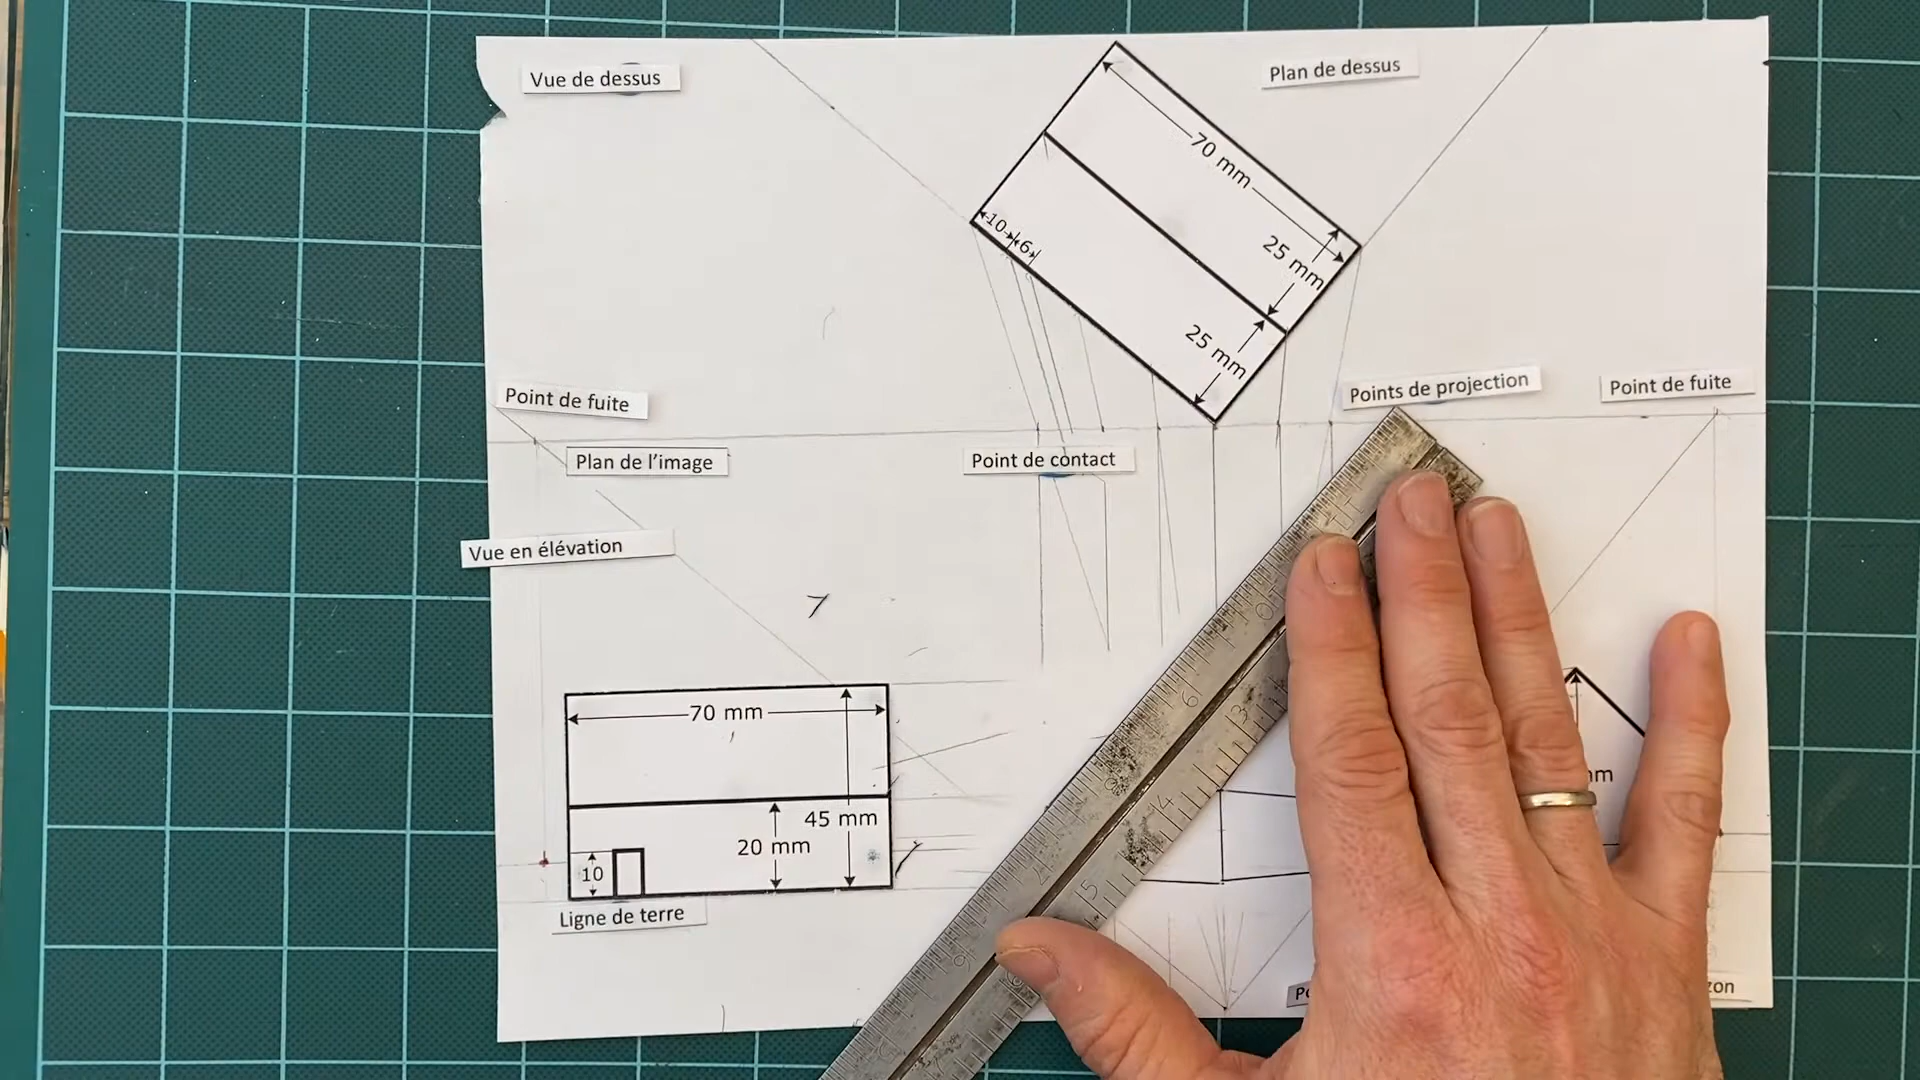 Vue de dessus
Plan de dessus
70 mm
10
6
25 mm
25 mm
Point de fuite
Points de projection
Point de fuite
Plan de l'image
Point de contact
Vue en élévation
70 mm
45 mm
20 mm
10
Ligne de terre